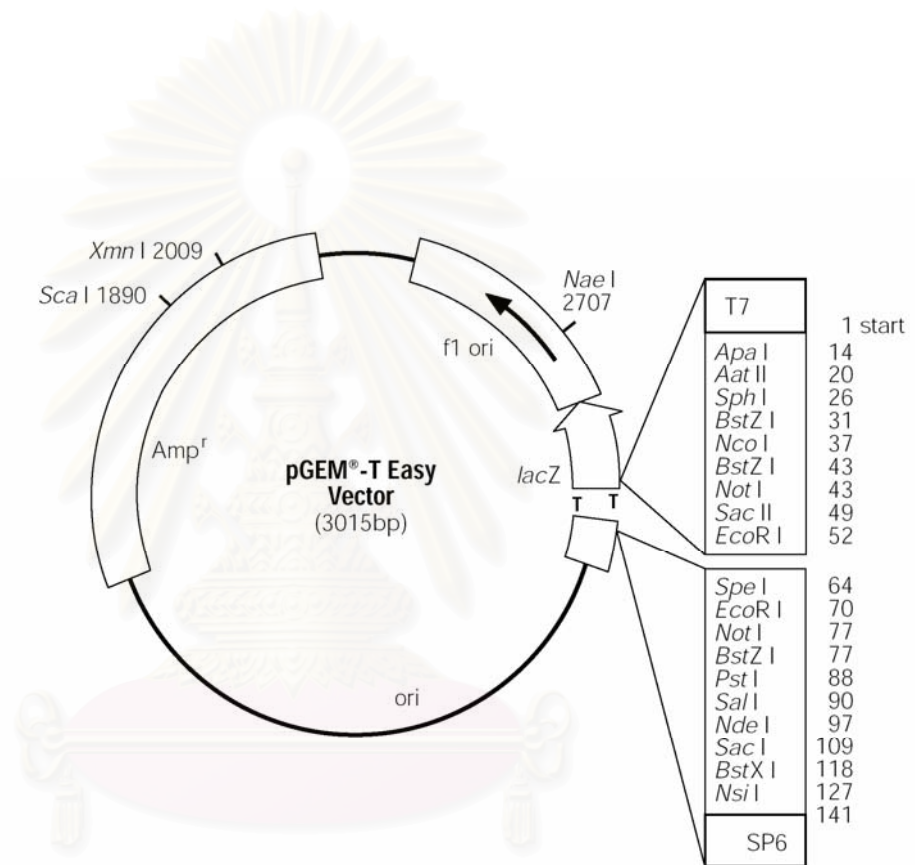 Xmn I 2009
Sca I 1890
Nae I
2707
f1 ori
Ampʳ
pGEM®-T Easy
Vector
(3015bp)
lacZ
T T
ori
T7
1 start
Apa I 14
Aat II 20
Sph I 26
BstZ I 31
Nco I 37
BstZ I 43
Not I 43
Sac II 49
EcoR I 52
Spe I 64
EcoR I 70
Not I 77
BstZ I 77
Pst I 88
Sal I 90
Nde I 97
Sac I 109
BstX I 118
Nsi I 127
141
SP6